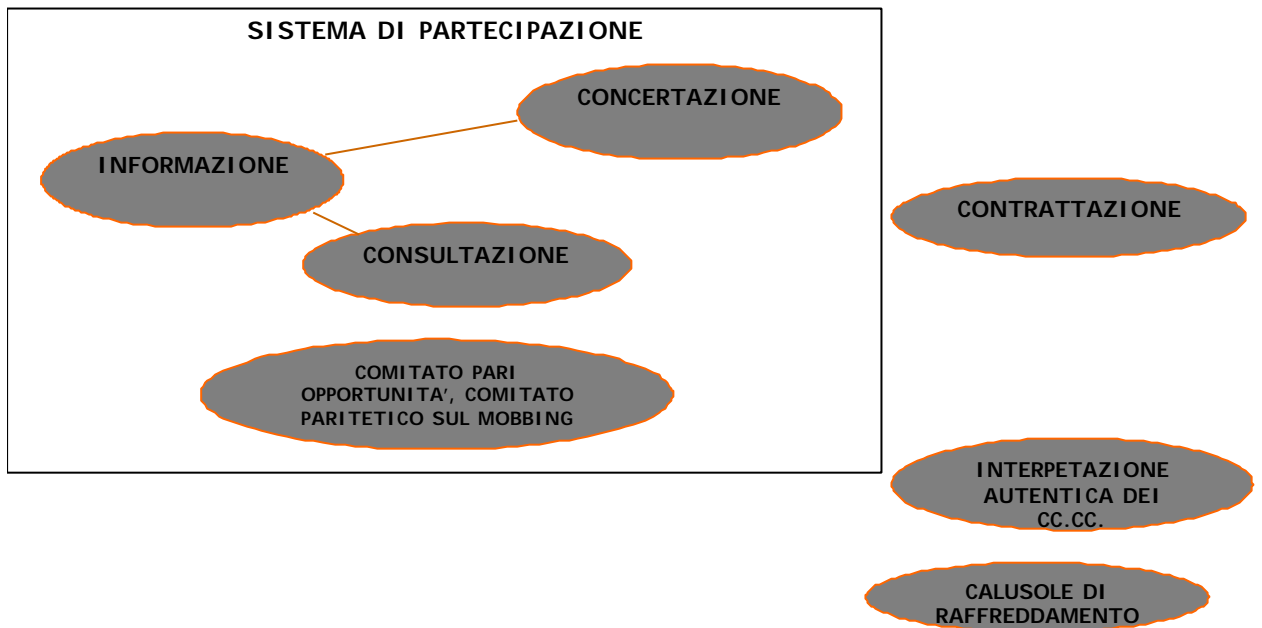 SISTEMA DI PARTECIPAZIONE
CONCERTAZIONE
INFORMAZIONE
CONTRATTAZIONE
CONSULTAZIONE
COMITATO PARI
OPPORTUNITA', COMITATO
PARITETICO SUL MOBBING
INTERPETAZIONE
AUTENTICA DEI
CC.CC.
CALUSOLE DI
RAFFREDDAMENTO